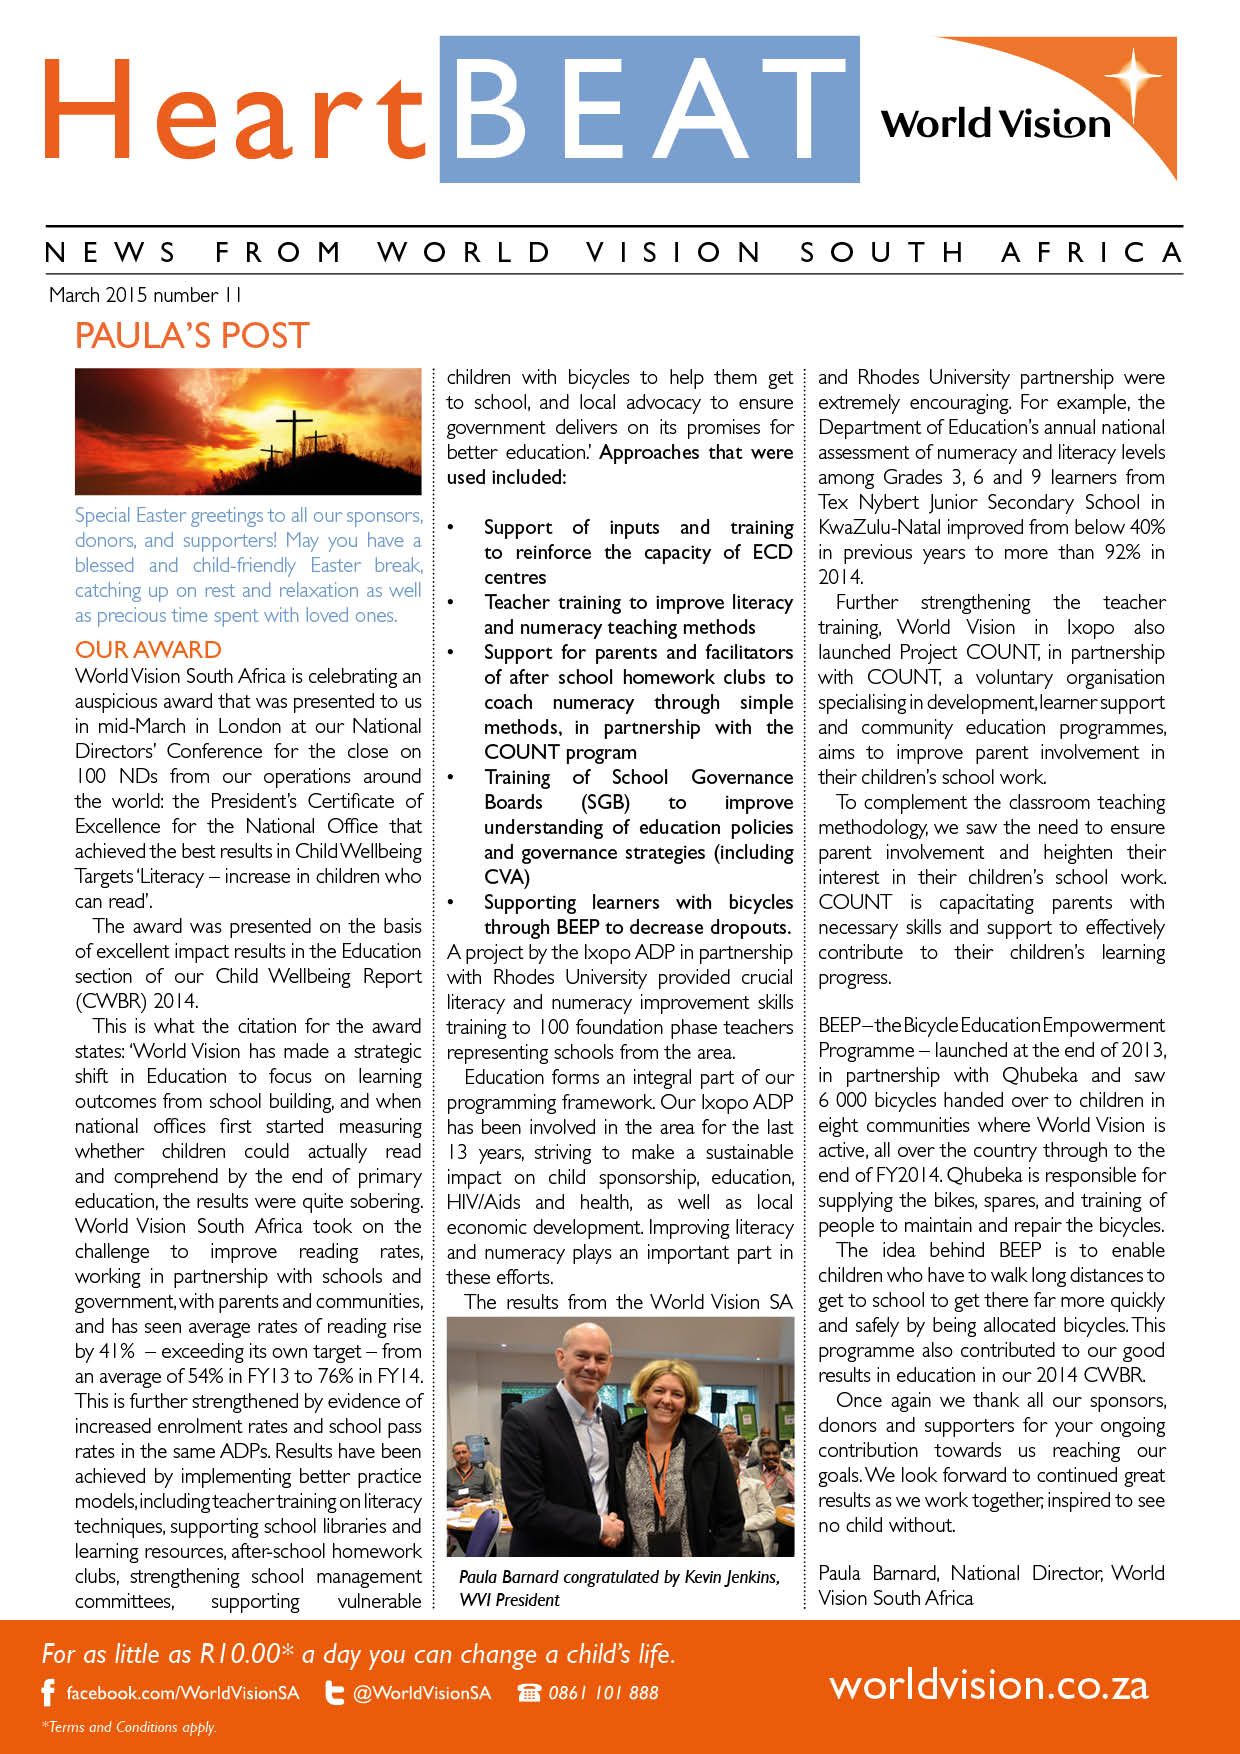 HeartBEAT
World Vision
NEWS FROM WORLD VISION SOUTH AFRICA
March 2015 number 11
PAULA'S POST
Special Easter greetings to all our sponsors,
donors, and supporters! May you have a
blessed and child-friendly Easter break,
catching up on rest and relaxation as well
as precious time spent with loved ones.
OUR AWARD
World Vision South Africa is celebrating an
auspicious award that was presented to us
in mid-March in London at our National
Directors' Conference for the close on
100 NDs from our operations around
the world: the President's Certificate of
Excellence for the National Office that
achieved the best results in Child Wellbeing
Targets 'Literacy – increase in children who
can read'.
The award was presented on the basis
of excellent impact results in the Education
section of our Child Wellbeing Report
(CWBR) 2014.
This is what the citation for the award
states: 'World Vision has made a strategic
shift in Education to focus on learning
outcomes from school building, and when
national offices first started measuring
whether children could actually read
and comprehend by the end of primary
education, the results were quite sobering.
World Vision South Africa took on the
challenge to improve reading rates,
working in partnership with schools and
government, with parents and communities,
and has seen average rates of reading rise
by 41% – exceeding its own target – from
an average of 54% in FY13 to 76% in FY14.
This is further strengthened by evidence of
increased enrolment rates and school pass
rates in the same ADPs. Results have been
achieved by implementing better practice
models, including teacher training on literacy
techniques, supporting school libraries and
learning resources, after-school homework
clubs, strengthening school management
committees, supporting vulnerable
children with bicycles to help them get
to school, and local advocacy to ensure
government delivers on its promises for
better education.' Approaches that were
used included:
• Support of inputs and training
to reinforce the capacity of ECD
centres
• Teacher training to improve literacy
and numeracy teaching methods
• Support for parents and facilitators
of after school homework clubs to
coach numeracy through simple
methods, in partnership with the
COUNT program
• Training of School Governance
Boards (SGB) to improve
understanding of education policies
and governance strategies (including
CVA)
• Supporting learners with bicycles
through BEEP to decrease dropouts.
A project by the Ixopo ADP in partnership
with Rhodes University provided crucial
literacy and numeracy improvement skills
training to 100 foundation phase teachers
representing schools from the area.
Education forms an integral part of our
programming framework. Our Ixopo ADP
has been involved in the area for the last
13 years, striving to make a sustainable
impact on child sponsorship, education,
HIV/Aids and health, as well as local
economic development. Improving literacy
and numeracy plays an important part in
these efforts.
The results from the World Vision SA
Paula Barnard congratulated by Kevin Jenkins,
WVI President
and Rhodes University partnership were
extremely encouraging. For example, the
Department of Education's annual national
assessment of numeracy and literacy levels
among Grades 3, 6 and 9 learners from
Tex Nybert Junior Secondary School in
KwaZulu-Natal improved from below 40%
in previous years to more than 92% in
2014.
Further strengthening the teacher
training, World Vision in Ixopo also
launched Project COUNT, in partnership
with COUNT, a voluntary organisation
specialising in development, learner support
and community education programmes,
aims to improve parent involvement in
their children's school work.
To complement the classroom teaching
methodology, we saw the need to ensure
parent involvement and heighten their
interest in their children's school work.
COUNT is capacitating parents with
necessary skills and support to effectively
contribute to their children's learning
progress.
BEEP – the Bicycle Education Empowerment
Programme – launched at the end of 2013,
in partnership with Qhubeka and saw
6 000 bicycles handed over to children in
eight communities where World Vision is
active, all over the country through to the
end of FY2014. Qhubeka is responsible for
supplying the bikes, spares, and training of
people to maintain and repair the bicycles.
The idea behind BEEP is to enable
children who have to walk long distances to
get to school to get there far more quickly
and safely by being allocated bicycles. This
programme also contributed to our good
results in education in our 2014 CWBR.
Once again we thank all our sponsors,
donors and supporters for your ongoing
contribution towards us reaching our
goals. We look forward to continued great
results as we work together, inspired to see
no child without.
Paula Barnard, National Director, World
Vision South Africa
For as little as R10.00* a day you can change a child's life.
facebook.com/WorldVisionSA @WorldVisionSA 0861 101 888
*Terms and Conditions apply.
worldvision.co.za